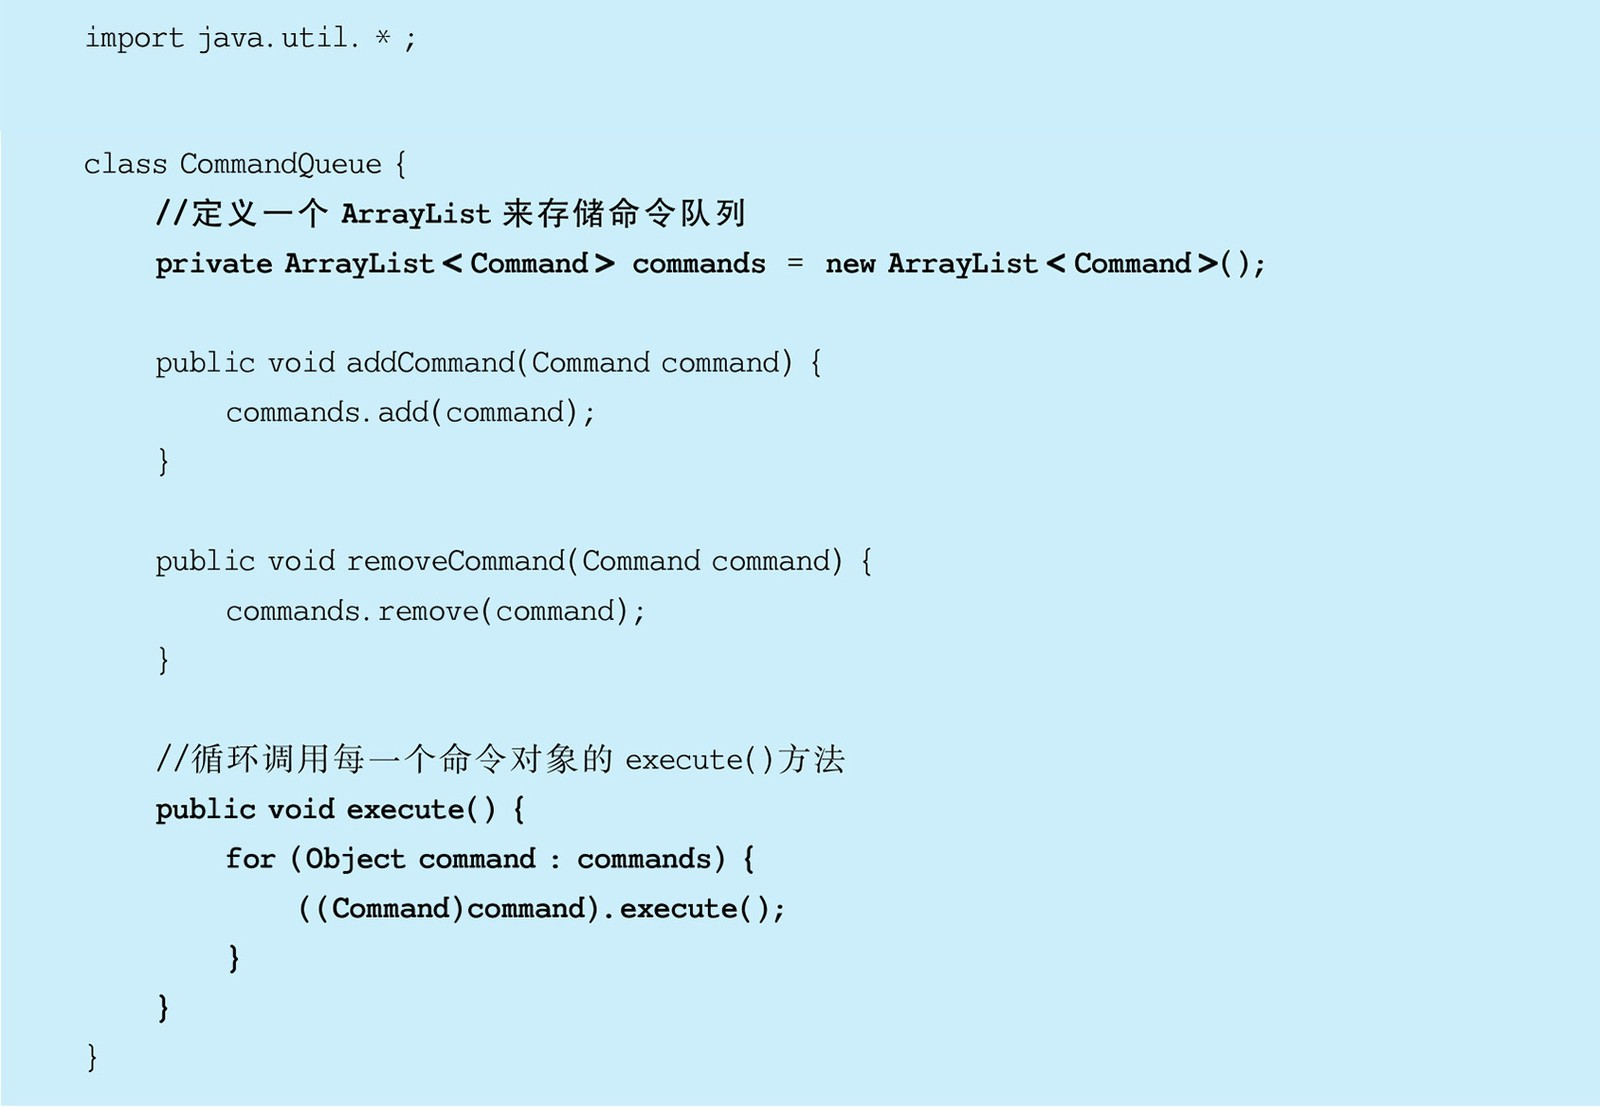 import java.util. * ;
class CommandQueue {
//定义一个 ArrayList 来存储命令队列
private ArrayList<Command> commands = new ArrayList<Command>();
public void addCommand(Command command) {
commands.add(command);
}
public void removeCommand(Command command) {
commands.remove(command);
}
//循环调用每一个命令对象的 execute()方法
public void execute() {
for (Object command : commands) {
((Command)command).execute();
}
}
}